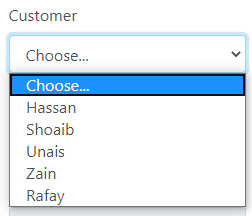 Customer
Choose...
Choose...
Hassan
Shoaib
Unais
Zain
Rafay